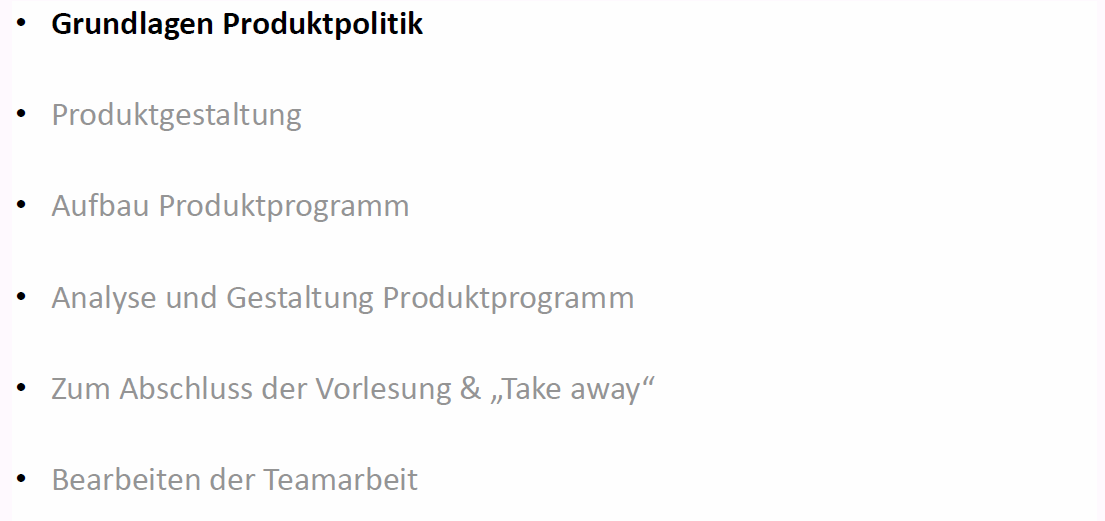 • Grundlagen Produktpolitik
• Produktgestaltung
• Aufbau Produktprogramm
• Analyse und Gestaltung Produktprogramm
• Zum Abschluss der Vorlesung & „Take away“
• Bearbeiten der Teamarbeit